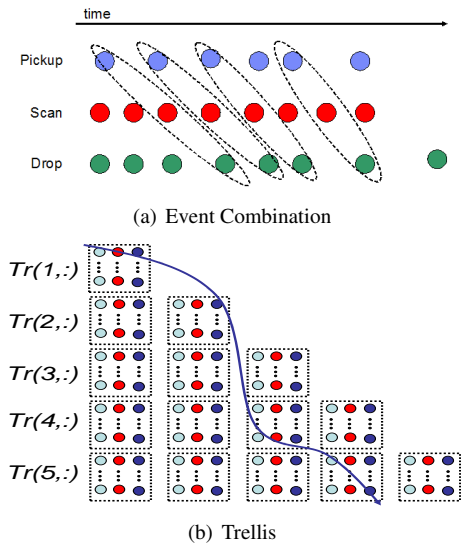 time
Pickup
Scan
Drop
(a) Event Combination
Tr(1,:)
Tr(2,:)
Tr(3,:)
Tr(4,:)
Tr(5,:)
(b) Trellis